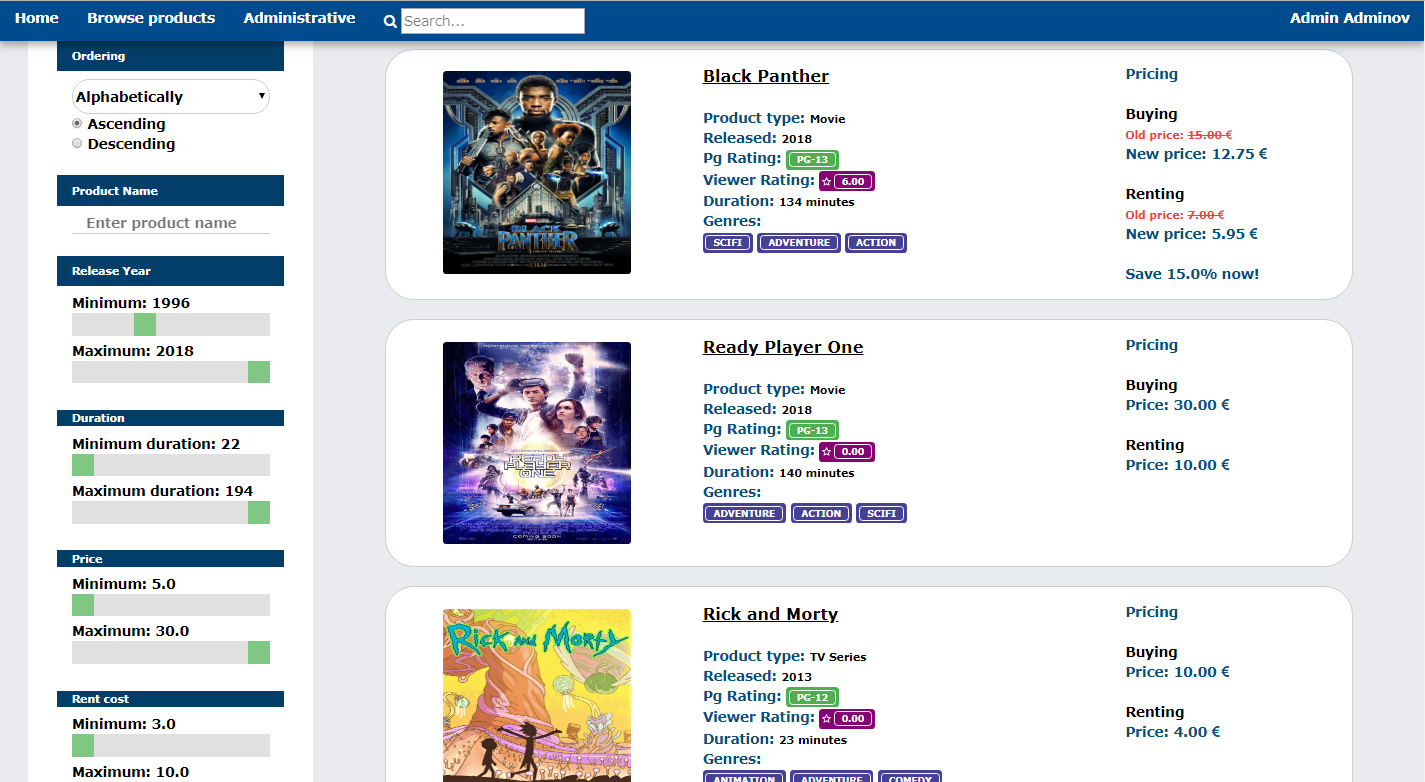 Home Browse products Administrative Search... Admin Adminov
Ordering
Alphabetically
Ascending
Descending
Product Name
Enter product name
Release Year
Minimum: 1996
Maximum: 2018
Duration
Minimum duration: 22
Maximum duration: 194
Price
Minimum: 5.0
Maximum: 30.0
Rent cost
Minimum: 3.0
Maximum: 10.0
MARVEL STUDIOS
BLACK
PANTHER
Black Panther
Product type: Movie
Released: 2018
Pg Rating: PG-13
Viewer Rating: ☆ 6.00
Duration: 134 minutes
Genres:
SCIFI ADVENTURE ACTION
Pricing
Buying
Old price: 15.00 €
New price: 12.75 €
Renting
Old price: 7.00 €
New price: 5.95 €
Save 15.0% now!
READY
PLAYER
ONE
COMING SOON
Ready Player One
Product type: Movie
Released: 2018
Pg Rating: PG-13
Viewer Rating: ☆ 0.00
Duration: 140 minutes
Genres:
ADVENTURE ACTION SCIFI
Pricing
Buying
Price: 30.00 €
Renting
Price: 10.00 €
Rick and Morty
Rick and Morty
Product type: TV Series
Released: 2013
Pg Rating: PG-12
Viewer Rating: ☆ 0.00
Duration: 23 minutes
Genres:
ANIMATION ADVENTURE COMEDY
Pricing
Buying
Price: 10.00 €
Renting
Price: 4.00 €